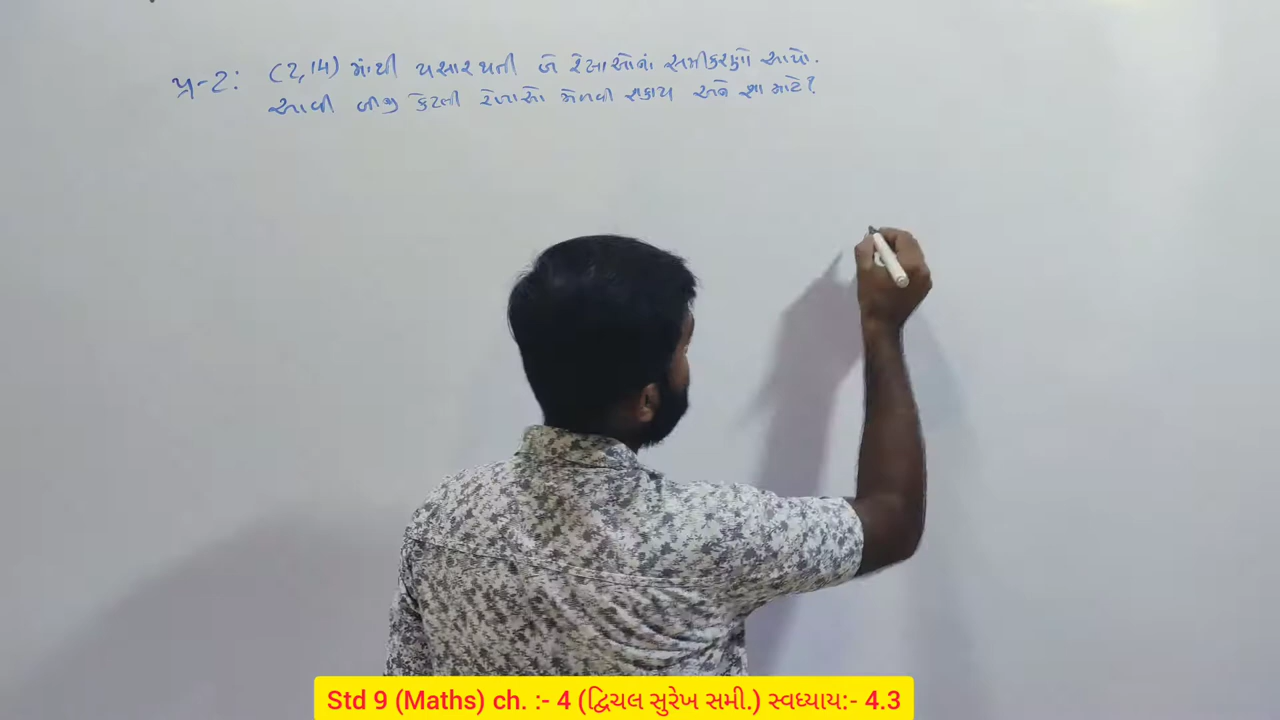 પ્ર-2: (2,14) માંથી પસાર થતી બે રેખાઓનાં સમીકરણો આપો.
આવી બીજી કેટલી રેખાઓ મેળવી શકાય અને શા માટે?
Std 9 (Maths) ch. :- 4 (દ્વિચલ સુરેખ સમી.) સ્વધ્યાય:- 4.3